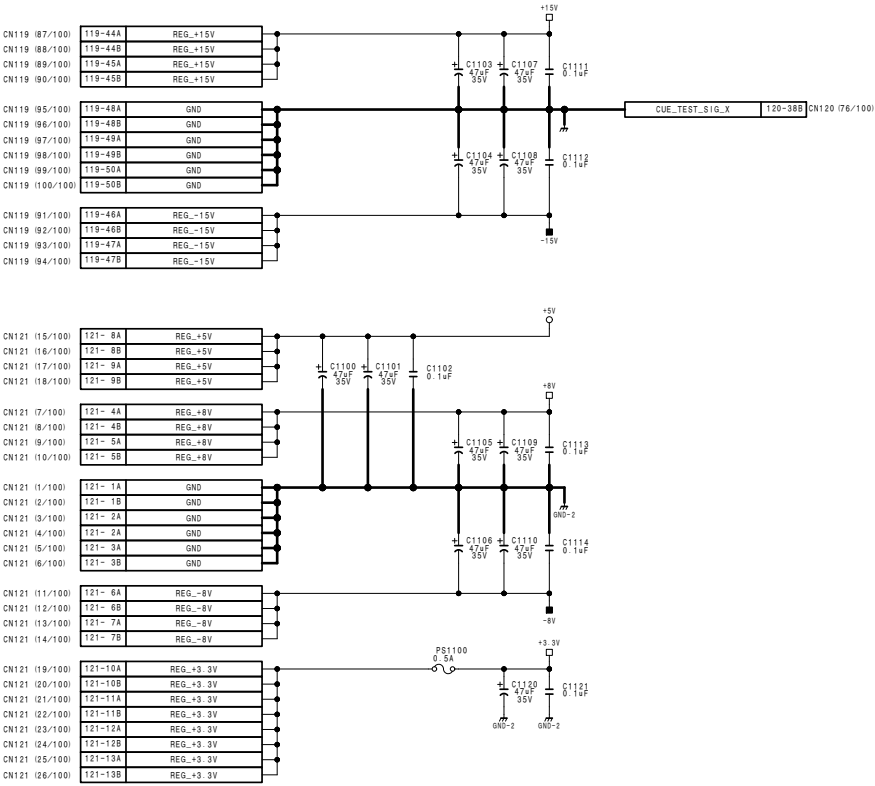 +15V
CN119 (87/100) 119-44A REG_+15V
CN119 (88/100) 119-44B REG_+15V
CN119 (89/100) 119-45A REG_+15V
CN119 (90/100) 119-45B REG_+15V
C1103 47uF 35V
C1107 47uF 35V
C1111 0.1uF
CN119 (95/100) 119-48A GND
CN119 (96/100) 119-48B GND
CN119 (97/100) 119-49A GND
CN119 (98/100) 119-49B GND
CN119 (99/100) 119-50A GND
CN119 (100/100) 119-50B GND
CUE_TEST_SIG_X 120-38B CN120 (76/100)
C1104 47uF 35V
C1108 47uF 35V
C1112 0.1uF
CN119 (91/100) 119-46A REG_-15V
CN119 (92/100) 119-46B REG_-15V
CN119 (93/100) 119-47A REG_-15V
CN119 (94/100) 119-47B REG_-15V
-15V
+5V
CN121 (15/100) 121- 8A REG_+5V
CN121 (16/100) 121- 8B REG_+5V
CN121 (17/100) 121- 9A REG_+5V
CN121 (18/100) 121- 9B REG_+5V
C1100 47uF 35V
C1101 47uF 35V
C1102 0.1uF
+8V
CN121 (7/100) 121- 4A REG_+8V
CN121 (8/100) 121- 4B REG_+8V
CN121 (9/100) 121- 5A REG_+8V
CN121 (10/100) 121- 5B REG_+8V
C1105 47uF 35V
C1109 47uF 35V
C1113 0.1uF
CN121 (1/100) 121- 1A GND
CN121 (2/100) 121- 1B GND
CN121 (3/100) 121- 2A GND
CN121 (4/100) 121- 2A GND
CN121 (5/100) 121- 3A GND
CN121 (6/100) 121- 3B GND
GND-2
C1106 47uF 35V
C1110 47uF 35V
C1114 0.1uF
CN121 (11/100) 121- 6A REG_-8V
CN121 (12/100) 121- 6B REG_-8V
CN121 (13/100) 121- 7A REG_-8V
CN121 (14/100) 121- 7B REG_-8V
-8V
PS1100 0.5A
+3.3V
CN121 (19/100) 121-10A REG_+3.3V
CN121 (20/100) 121-10B REG_+3.3V
CN121 (21/100) 121-11A REG_+3.3V
CN121 (22/100) 121-11B REG_+3.3V
CN121 (23/100) 121-12A REG_+3.3V
CN121 (24/100) 121-12B REG_+3.3V
CN121 (25/100) 121-13A REG_+3.3V
CN121 (26/100) 121-13B REG_+3.3V
C1120 47uF 35V
C1121 0.1uF
GND-2
GND-2